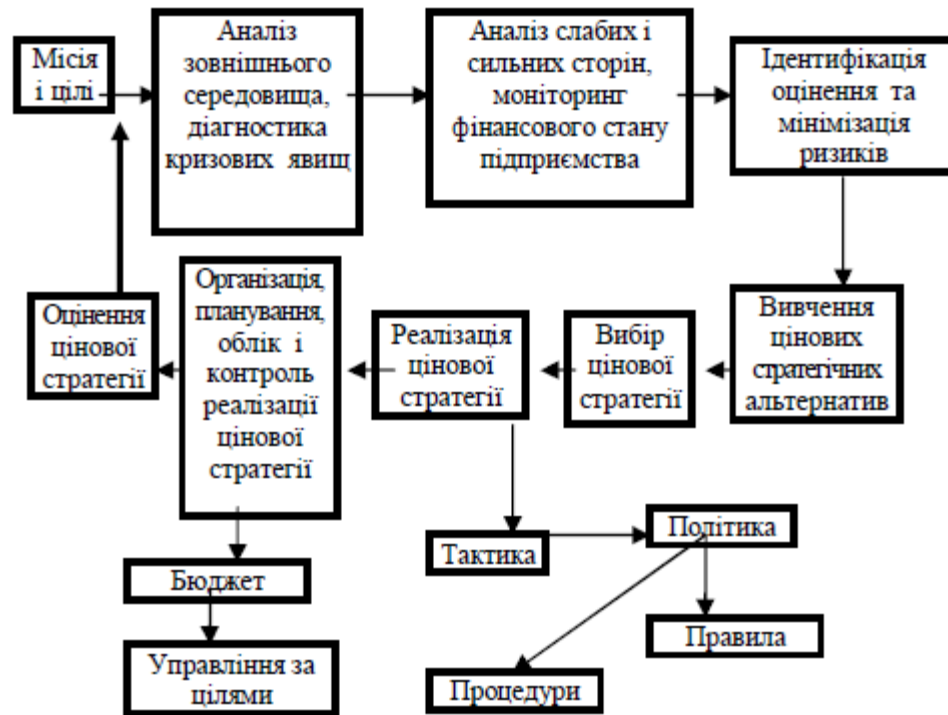 Місія
і цілі
Аналіз
зовнішнього
середовища,
діагностика
кризових явищ
Аналіз слабих і
сильних сторін,
моніторинг
фінансового стану
підприємства
Ідентифікація
оцінення та
мінімізація
ризиків
Вивчення
цінових
стратегічних
альтернатив
Вибір
цінової
стратегії
Реалізація
цінової
стратегії
Організація,
планування,
облік і
контроль
реалізації
цінової
стратегії
Оцінення
цінової
стратегії
Тактика
Політика
Правила
Процедури
Бюджет
Управління за
цілями